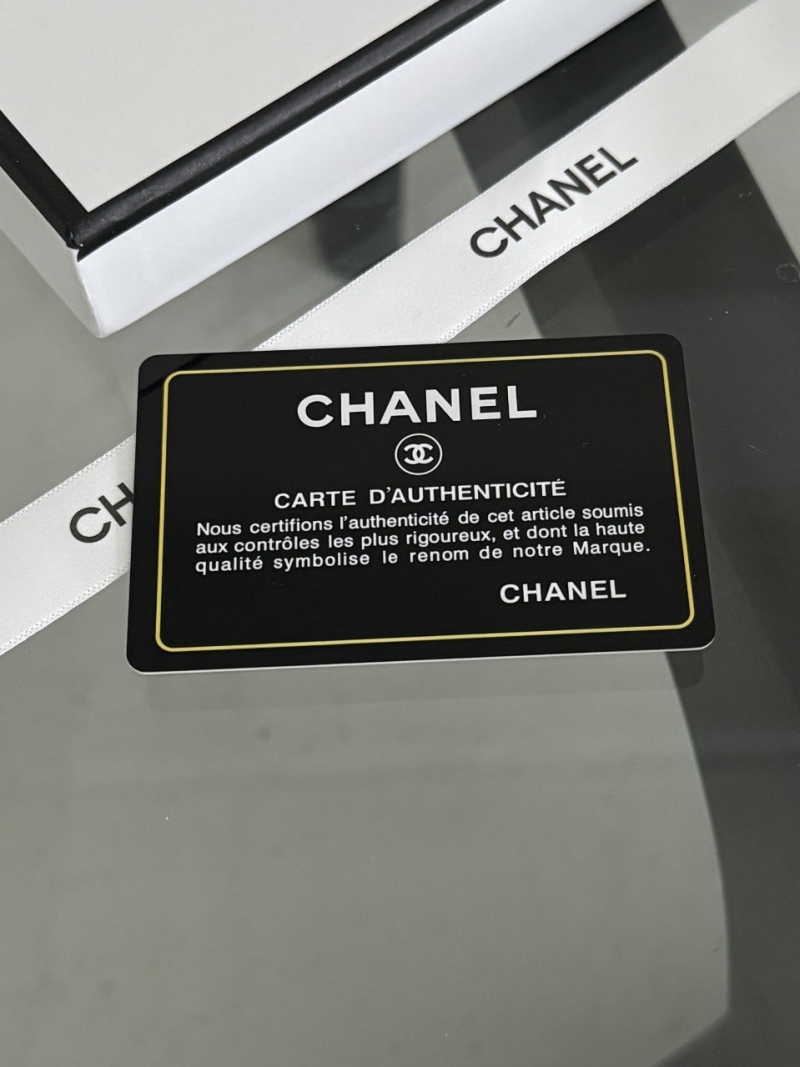 CHANEL
CHANEL
CARTE D'AUTHENTICITÉ
Nous certifions l'authenticité de cet article soumis
aux contrôles les plus rigoureux, et dont la haute
qualité symbolise le renom de notre Marque.
CHANEL
CH